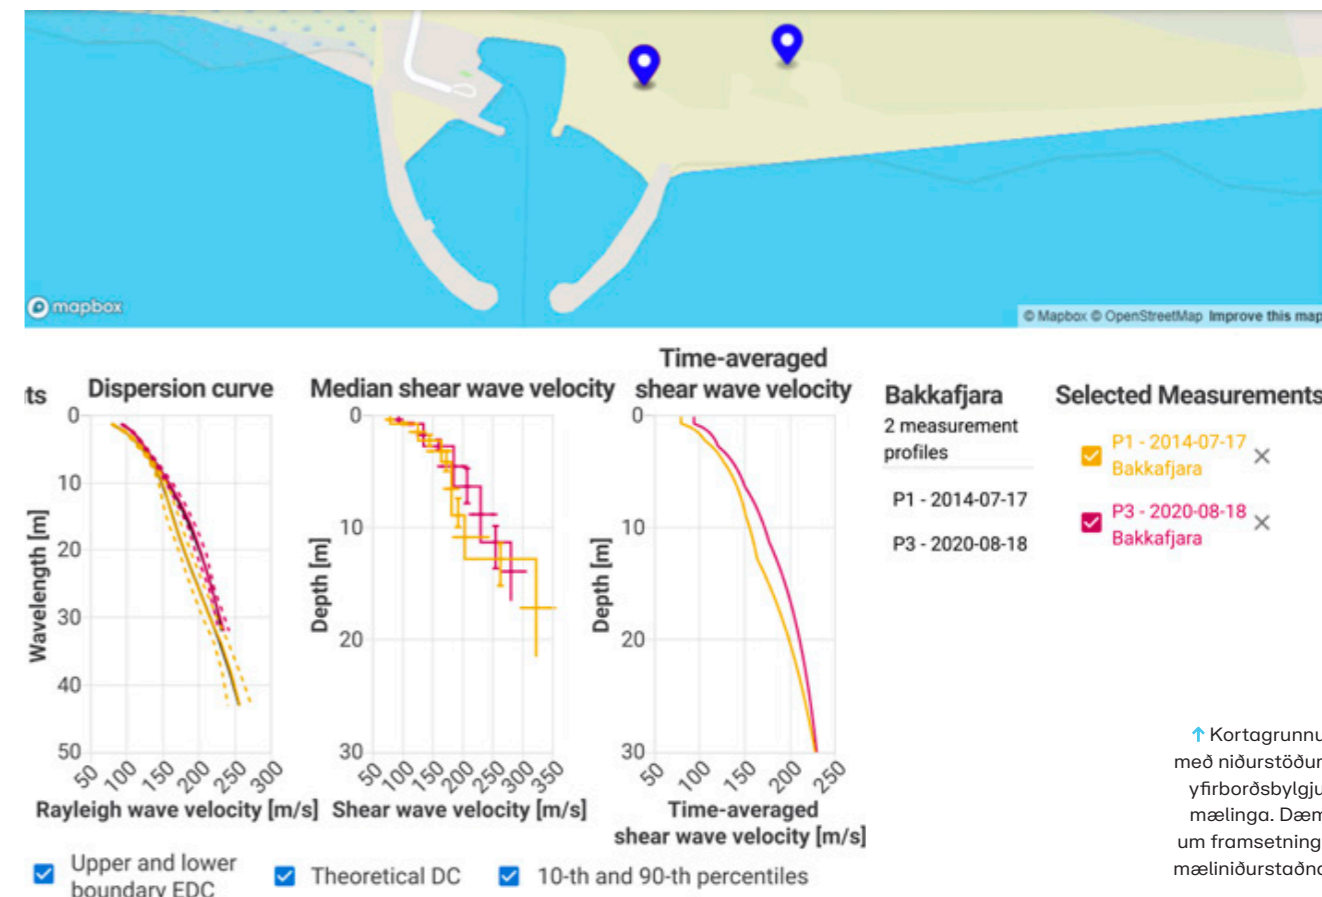 mapbox
© Mapbox © OpenStreetMap Improve this map
ts
Dispersion curve
0
10
20
30
40
50
Wavelength [m]
50 100 150 200 250 300
Rayleigh wave velocity [m/s]
Median shear wave velocity
0
10
20
30
Depth [m]
50 100 150 200 250 300 350
Shear wave velocity [m/s]
Time-averaged
shear wave velocity
0
10
20
30
Depth [m]
50 100 150 200 250
Time-averaged
shear wave velocity [m/s]
Bakkafjara
2 measurement
profiles
P1 - 2014-07-17
P3 - 2020-08-18
Selected Measurements
P1 - 2014-07-17
Bakkafjara
P3 - 2020-08-18
Bakkafjara
Upper and lower
boundary EDC
Theoretical DC
10-th and 90-th percentiles
↑ Kortagrunnu
með niðurstöður
yfirborðsbylgju
mælinga. Dæm
um framsetning
mæliniðurstaðna